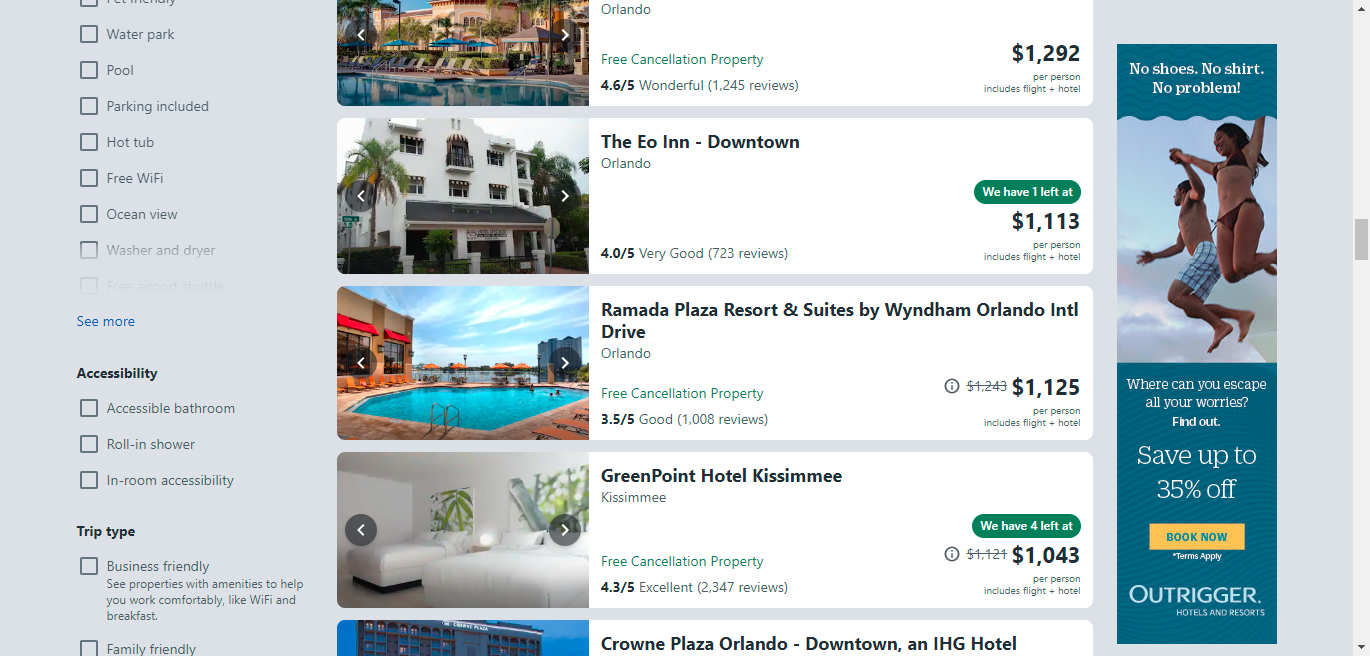 Pet friendly
Water park
Pool
Parking included
Hot tub
Free WiFi
Ocean view
Washer and dryer
Free airport shuttle
See more
Accessibility
Accessible bathroom
Roll-in shower
In-room accessibility
Trip type
Business friendly
See properties with amenities to help
you work comfortably, like WiFi and
breakfast.
Family friendly
Orlando
Free Cancellation Property
4.6/5 Wonderful (1,245 reviews)
$1,292
per person
includes flight + hotel
The Eo Inn - Downtown
Orlando
We have 1 left at
$1,113
per person
includes flight + hotel
4.0/5 Very Good (723 reviews)
Ramada Plaza Resort & Suites by Wyndham Orlando Intl
Drive
Orlando
Free Cancellation Property
3.5/5 Good (1,008 reviews)
$1,243 $1,125
per person
includes flight + hotel
GreenPoint Hotel Kissimmee
Kissimmee
We have 4 left at
Free Cancellation Property
4.3/5 Excellent (2,347 reviews)
$1,121 $1,043
per person
includes flight + hotel
CROWNE PLAZA
Crowne Plaza Orlando - Downtown, an IHG Hotel
No shoes. No shirt.
No problem!
Where can you escape
all your worries?
Find out.
Save up to
35% off
BOOK NOW
*Terms Apply
OUTRIGGER.
HOTELS AND RESORTS